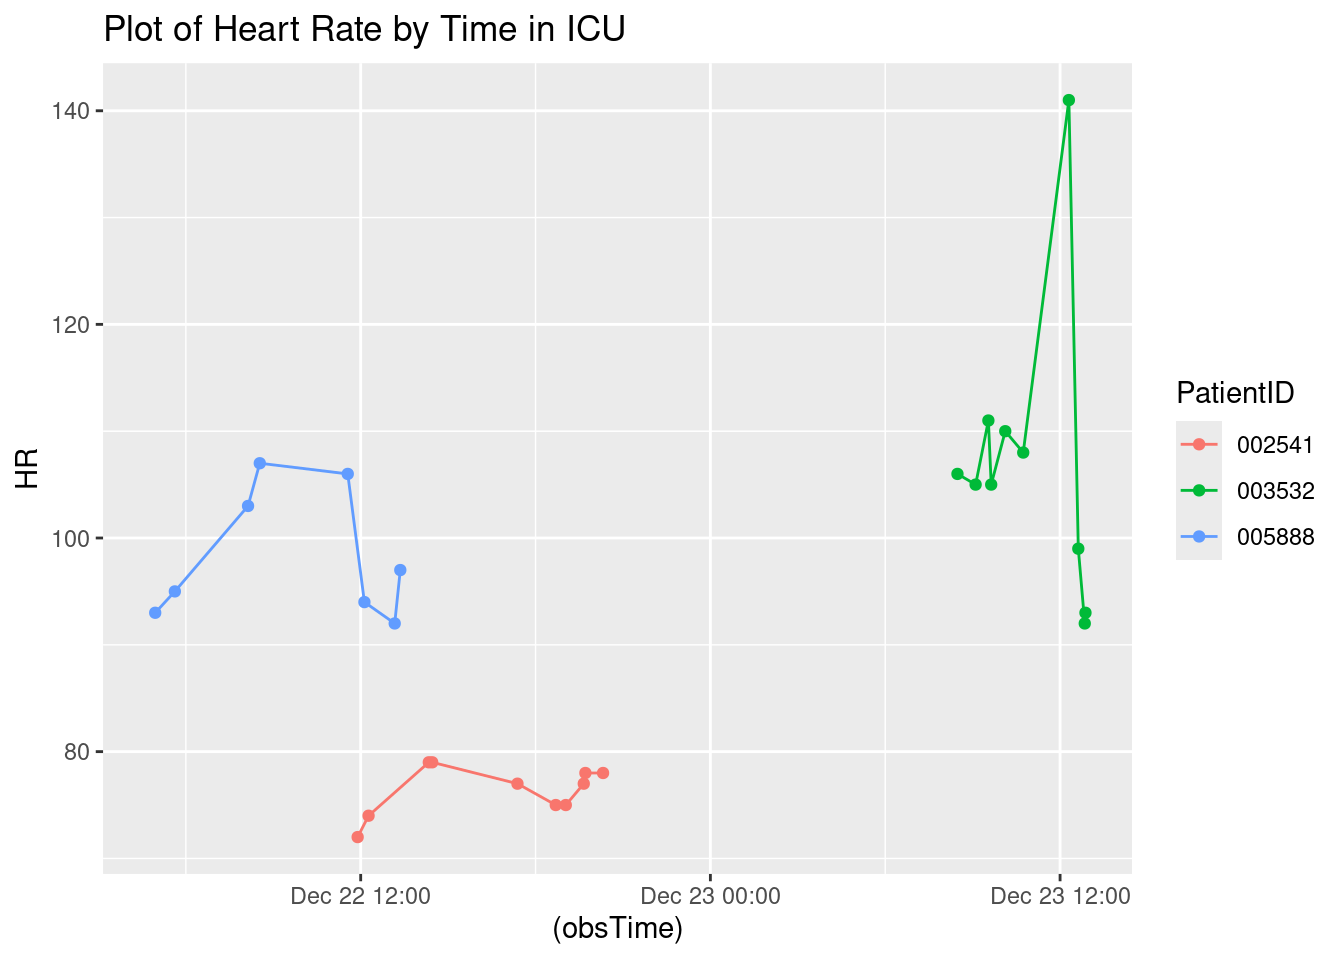 Plot of Heart Rate by Time in ICU
140
120
100
80
HR
Dec 22 12:00
Dec 23 00:00
Dec 23 12:00
(obsTime)
PatientID
002541
003532
005888